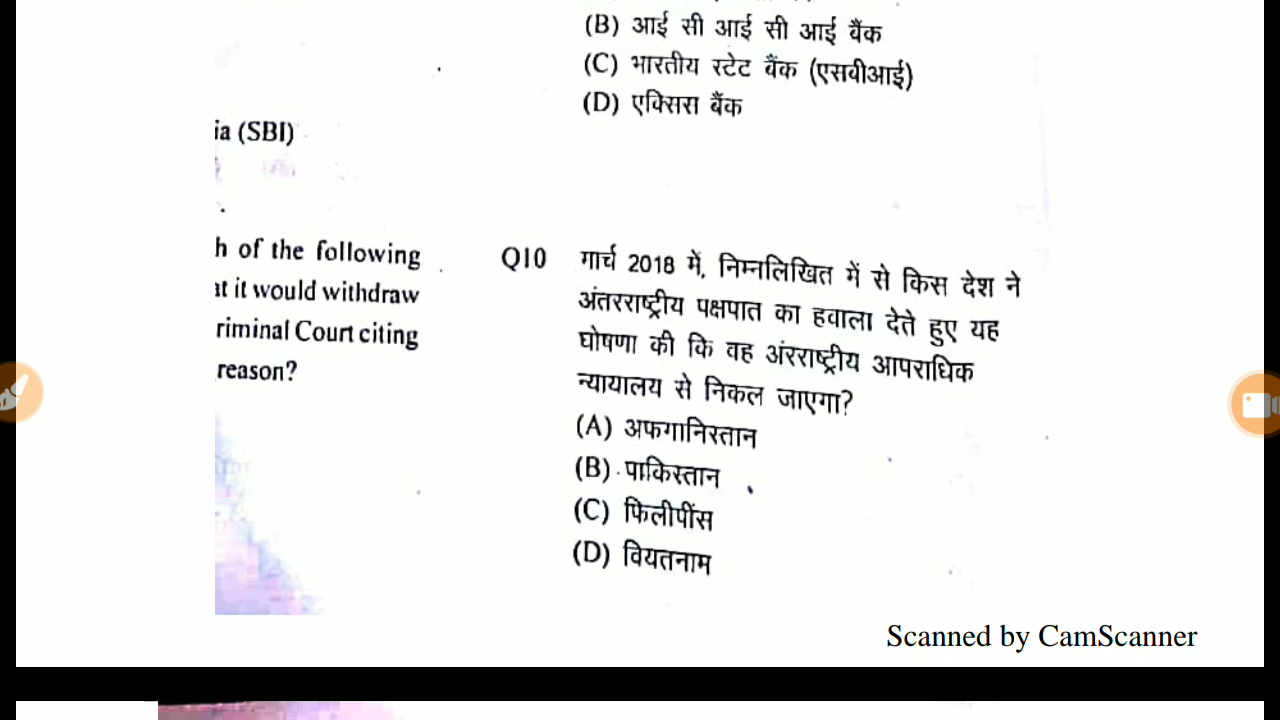 (B) आई सी आई सी आई बैंक
(C) भारतीय स्टेट बैंक (एसबीआई)
(D) एक्सिस बैंक
ia (SBI)
h of the following
at it would withdraw
riminal Court citing
reason?
Q10 मार्च 2018 में, निम्नलिखित में से किस देश ने
अंतरराष्ट्रीय पक्षपात का हवाला देते हुए यह
घोषणा की कि वह अंरराष्ट्रीय आपराधिक
न्यायालय से निकल जाएगा?
(A) अफगानिस्तान
(B) पाकिस्तान
(C) फिलीपींस
(D) वियतनाम
Scanned by CamScanner